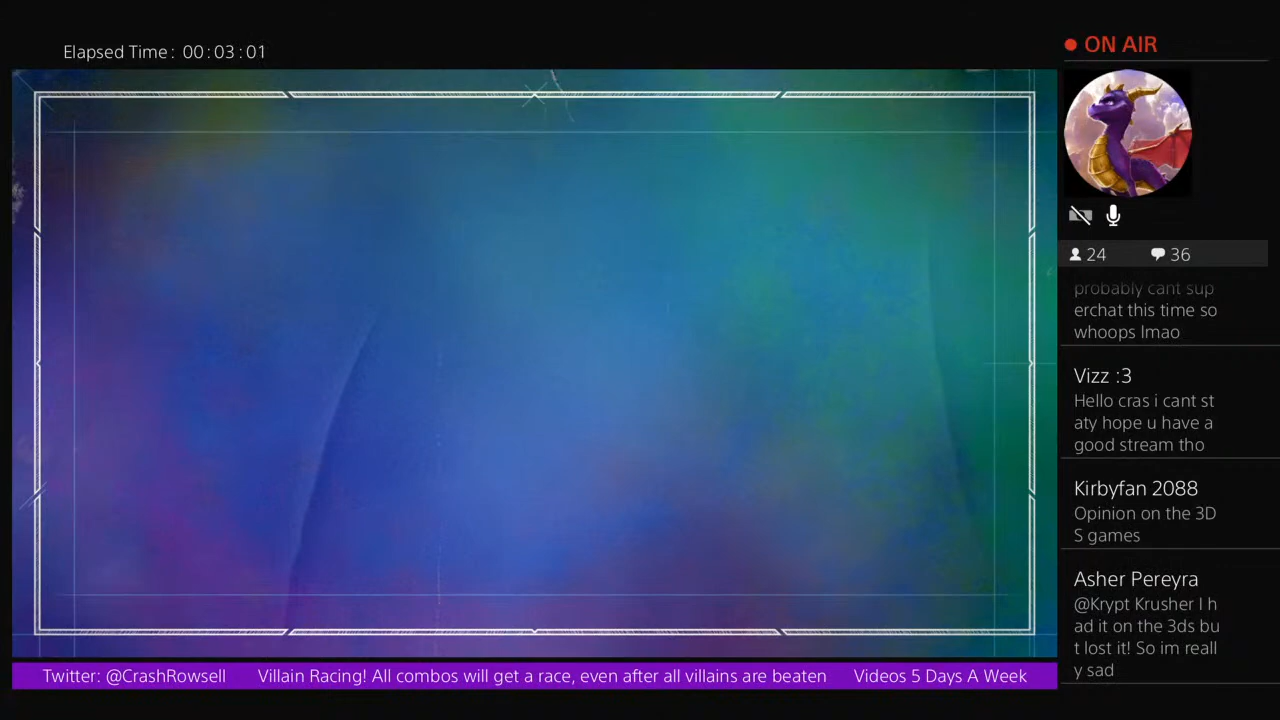 Elapsed Time: 00:03:01
ON AIR
24 36
probably cant sup
erchat this time so
whoops lmao
Vizz :3
Hello cras i cant st
aty hope u have a
good stream tho
Kirbyfan 2088
Opinion on the 3D
S games
Asher Pereyra
@Krypt Krusher I h
ad it on the 3ds bu
t lost it! So im reall
y sad
Twitter: @CrashRowsell Villain Racing! All combos will get a race, even after all villains are beaten Videos 5 Days A Week